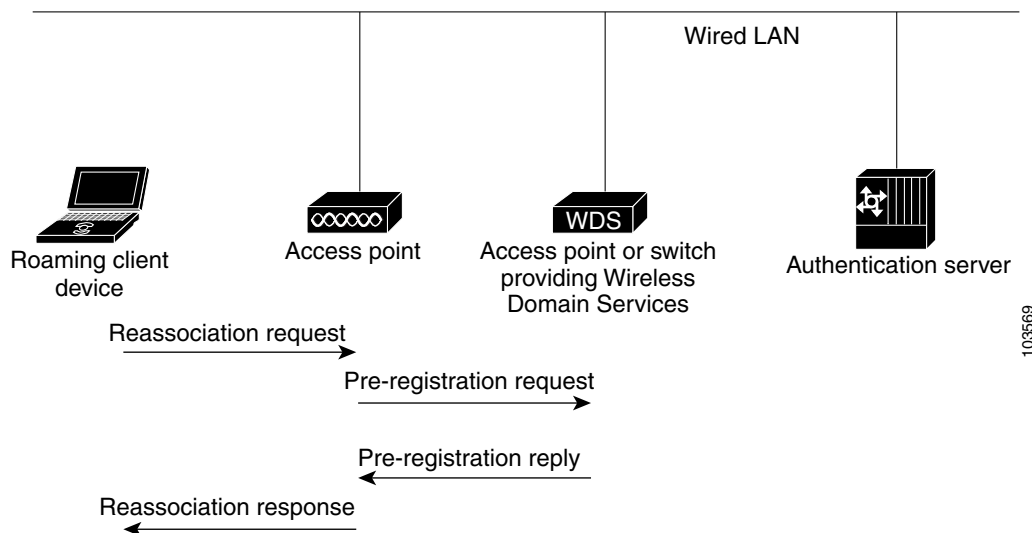 Wired LAN
WDS
Roaming client
device
Access point
Access point or switch
providing Wireless
Domain Services
Authentication server
103569
Reassociation request
Pre-registration request
Pre-registration reply
Reassociation response